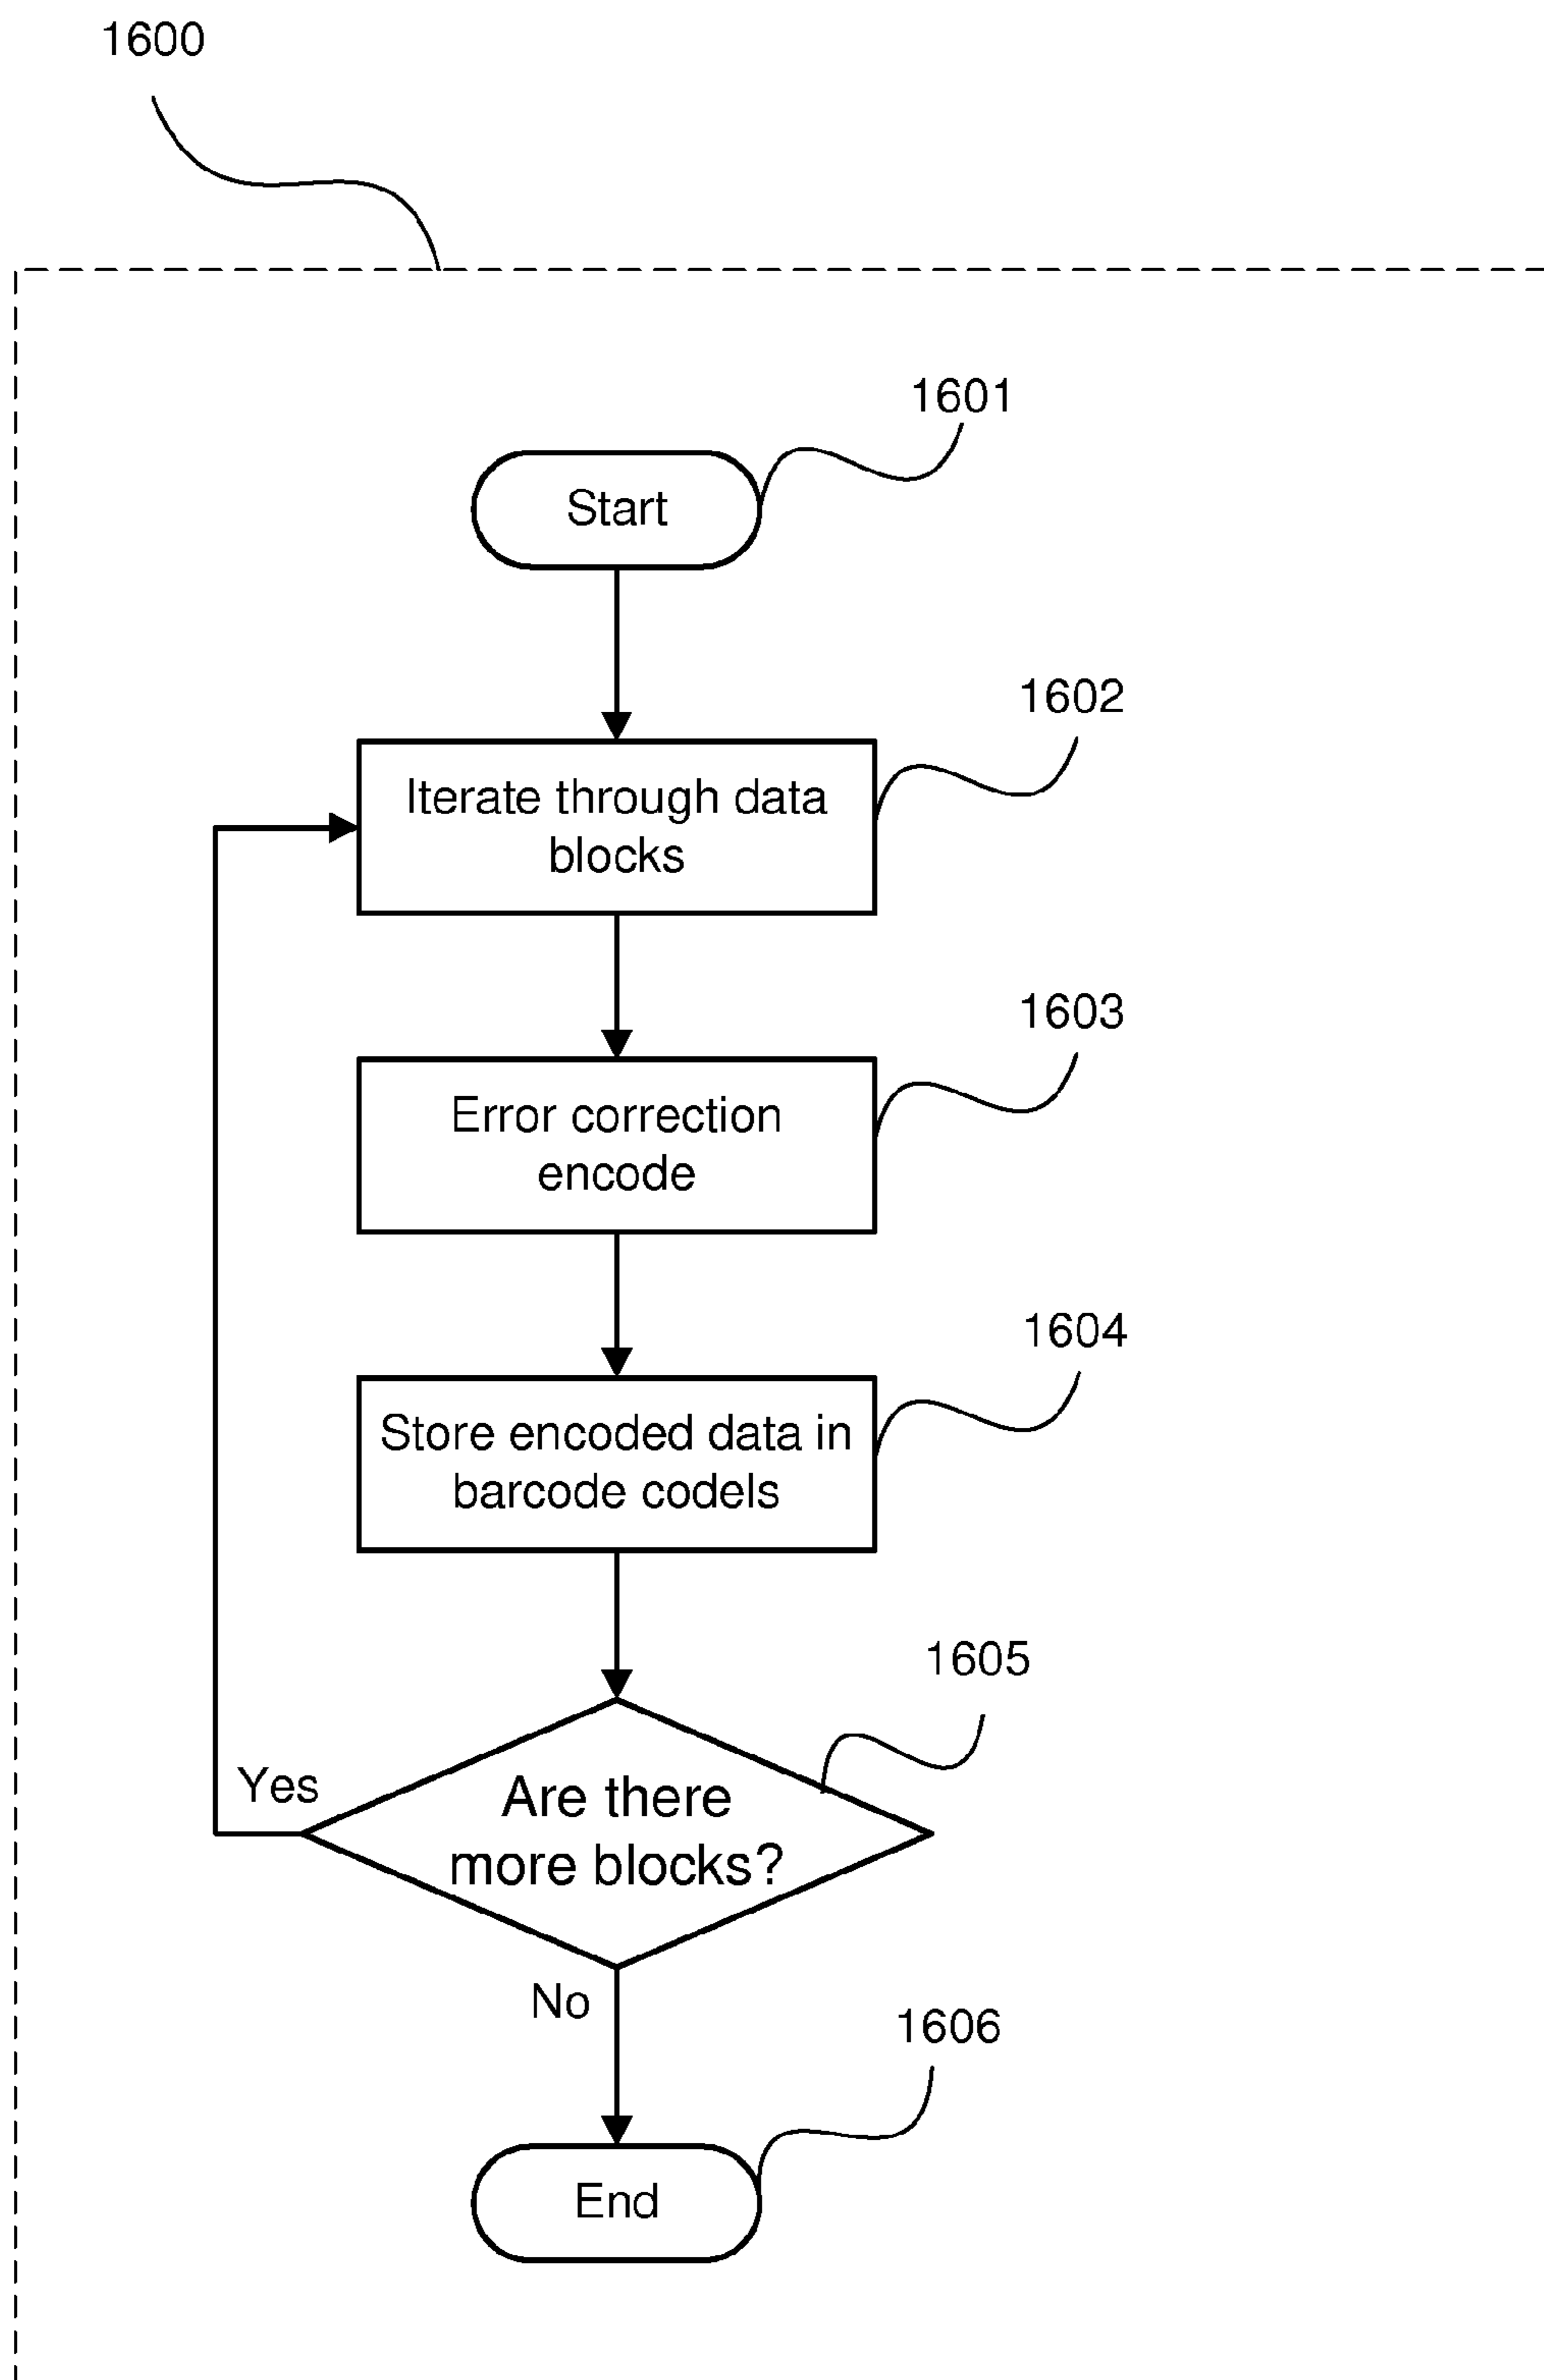 1600
1601
Start
1602
Iterate through data
blocks
1603
Error correction
encode
1604
Store encoded data in
barcode codels
1605
Yes
Are there
more blocks?
No
1606
End